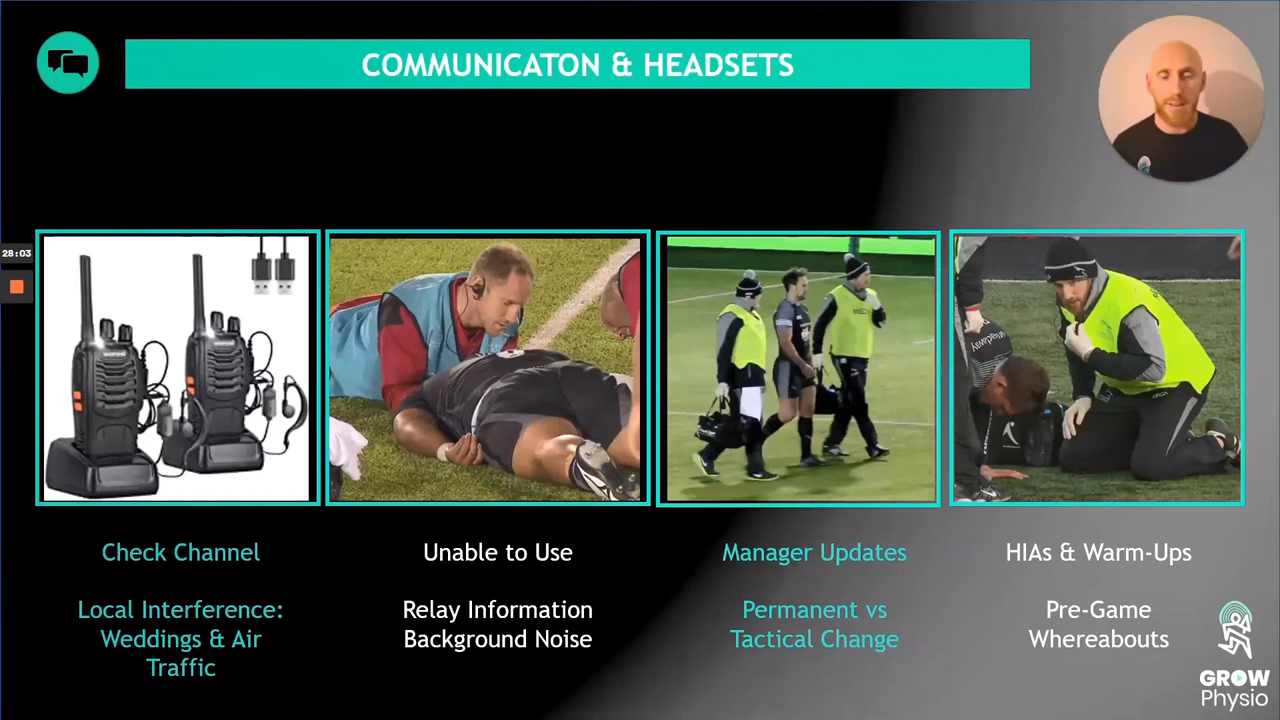 COMMUNICATON & HEADSETS
28:03
Check Channel
Local Interference:
Weddings & Air
Traffic
Unable to Use
Relay Information
Background Noise
Manager Updates
Permanent vs
Tactical Change
HIAs & Warm-Ups
Pre-Game
Whereabouts
GROW
Physio